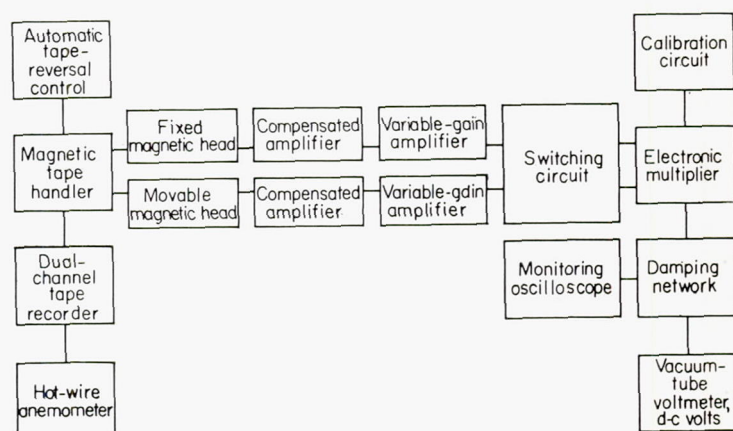 Automatic
tape-
reversal
control
Calibration
circuit
Fixed
magnetic head
Compensated
amplifier
Variable-gain
amplifier
Magnetic
tape
handler
Switching
circuit
Electronic
multiplier
Movable
magnetic head
Compensated
amplifier
Variable-gdin
amplifier
Dual-
channel
tape
recorder
Monitoring
oscilloscope
Damping
network
Hot-wire
anemometer
Vacuum-
tube
voltmeter,
d-c volts